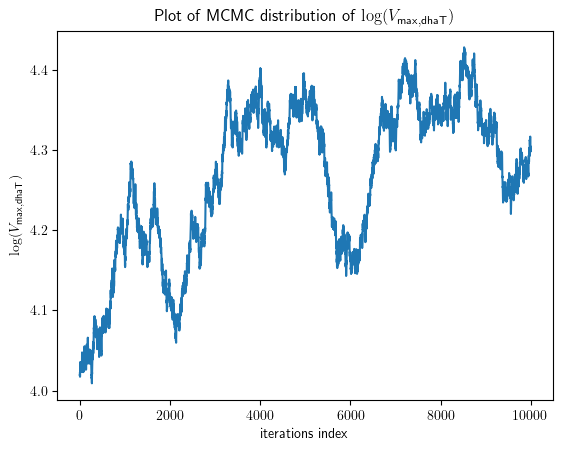 Plot of MCMC distribution of log(V_max,dhaT)
log(V_max,dhaT)
4.4
4.3
4.2
4.1
4.0
0 2000 4000 6000 8000 10000
iterations index